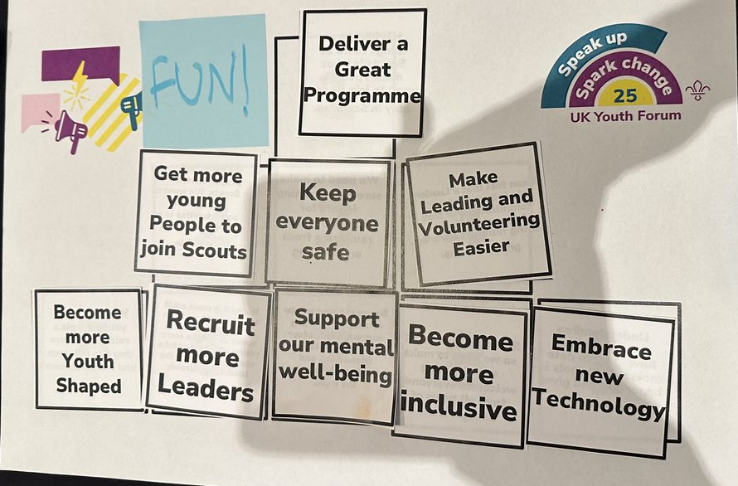 FUN!
Deliver a
Great
Programme
Speak up
Spark change
25
UK Youth Forum
Get more
young
People to
join Scouts
Keep
everyone
safe
Make
Leading and
Volunteering
Easier
Become
more
Youth
Shaped
Recruit
more
Leaders
Support
our mental
well-being
Become
more
inclusive
Embrace
new
Technology